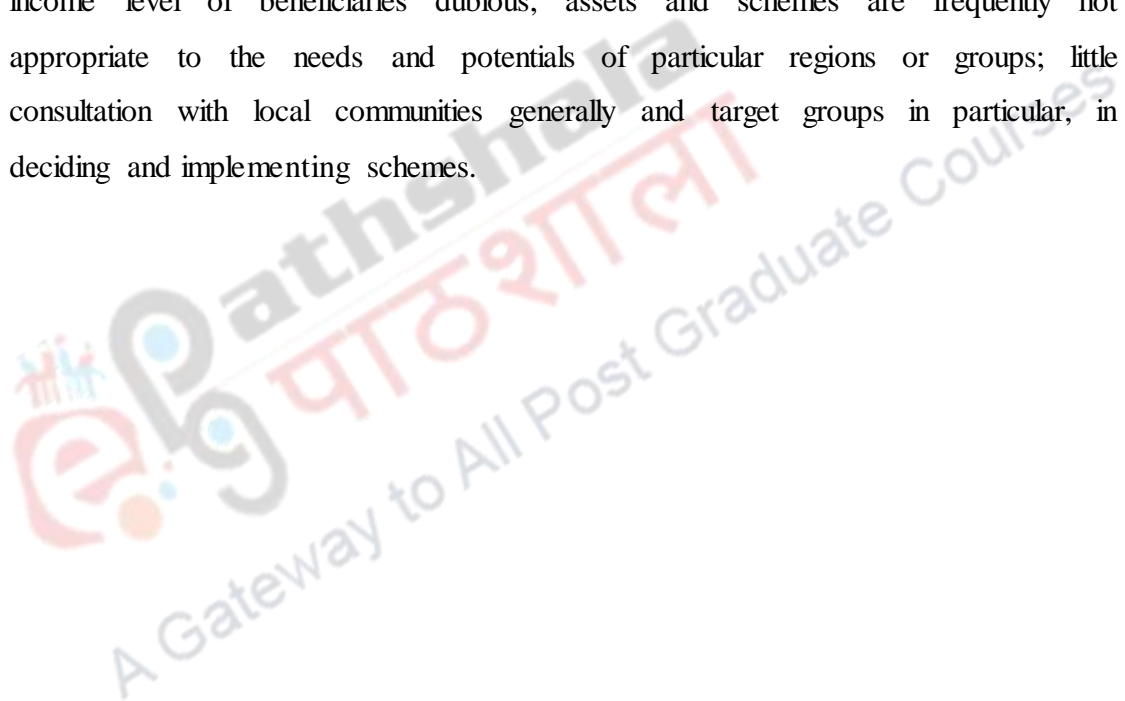 income level of beneficiaries dubious; assets and schemes are frequently not
appropriate to the needs and potentials of particular regions or groups; little
consultation with local communities generally and target groups in particular, in
deciding and implementing schemes.
Pathshala
पाठशाला
A Gateway to All Post Graduate Courses